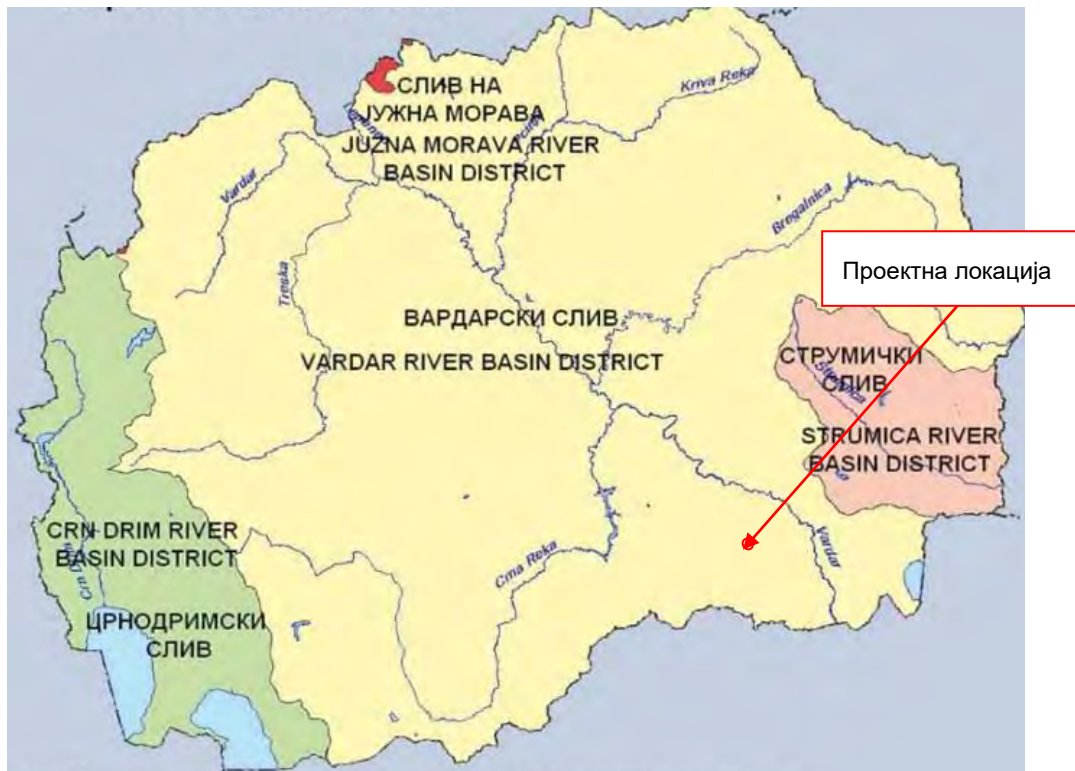 СЛИВ НА
ЈУЖНА МОРАВА
JUZNA MORAVA RIVER
BASIN DISTRICT
Kriva Reka
Vardar
Bregalnica
Проектна локација
Treska
ВАРДАРСКИ СЛИВ
VARDAR RIVER BASIN DISTRICT
СТРУМИЧКИ
СЛИВ
STRUMICA RIVER
BASIN DISTRICT
CRN DRIM RIVER
BASIN DISTRICT
Crna Reka
Vardar
ЦРНОДРИМСКИ
СЛИВ